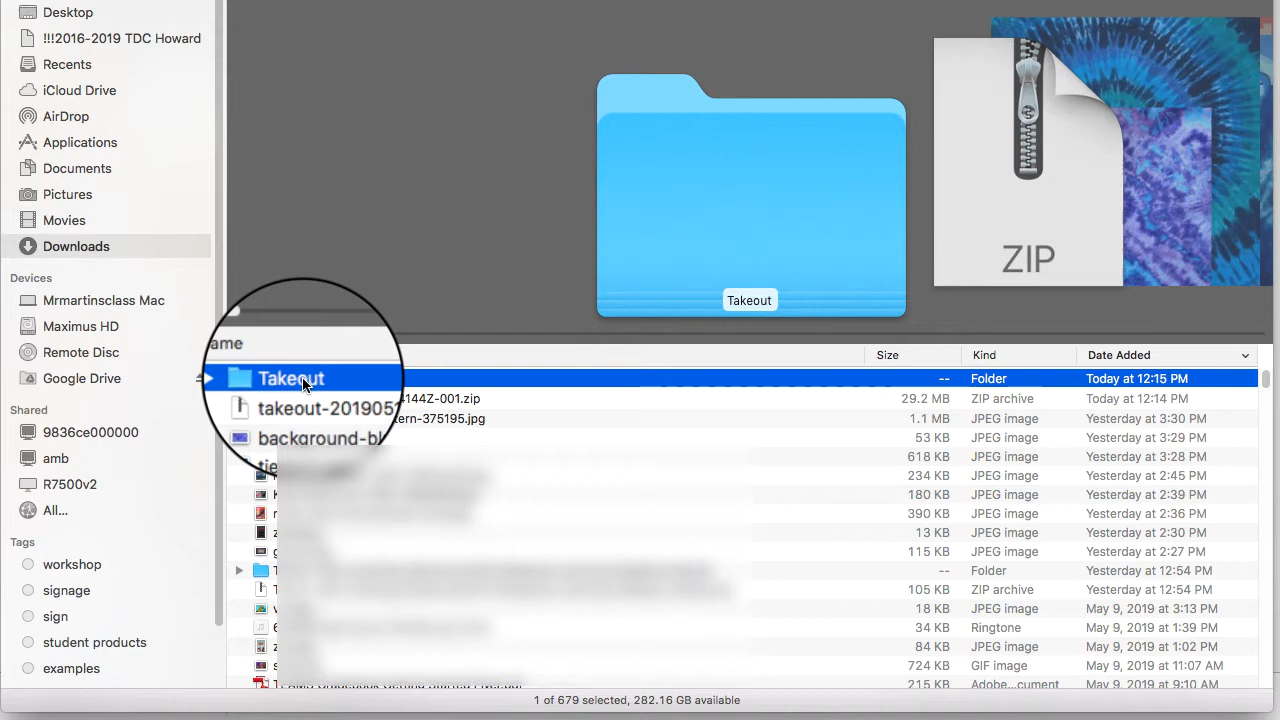 Desktop
!!!2016-2019 TDC Howard
Recents
iCloud Drive
AirDrop
Applications
Documents
Pictures
Movies
Downloads
Devices
Mrmartinsclass Mac
Maximus HD
Remote Disc
Google Drive
Shared
9836ce000000
amb
R7500v2
All...
Tags
workshop
signage
sign
student products
examples
ZIP
Takeout
ame Size Kind Date Added
Takeout -- Folder Today at 12:15 PM
takeout-201905 4144Z-001.zip 29.2 MB ZIP archive Today at 12:14 PM
background-bl tern-375195.jpg 1.1 MB JPEG image Yesterday at 3:30 PM
tie 53 KB JPEG image Yesterday at 3:29 PM
618 KB JPEG image Yesterday at 3:28 PM
234 KB JPEG image Yesterday at 2:45 PM
180 KB JPEG image Yesterday at 2:39 PM
390 KB JPEG image Yesterday at 2:36 PM
13 KB JPEG image Yesterday at 2:30 PM
115 KB JPEG image Yesterday at 2:27 PM
-- Folder Yesterday at 12:54 PM
105 KB ZIP archive Yesterday at 12:54 PM
18 KB JPEG image May 9, 2019 at 3:13 PM
34 KB Ringtone May 9, 2019 at 1:39 PM
84 KB JPEG image May 9, 2019 at 1:02 PM
724 KB GIF image May 9, 2019 at 11:07 AM
215 KB Adobe...cument May 9, 2019 at 9:10 AM
1 of 679 selected, 282.16 GB available